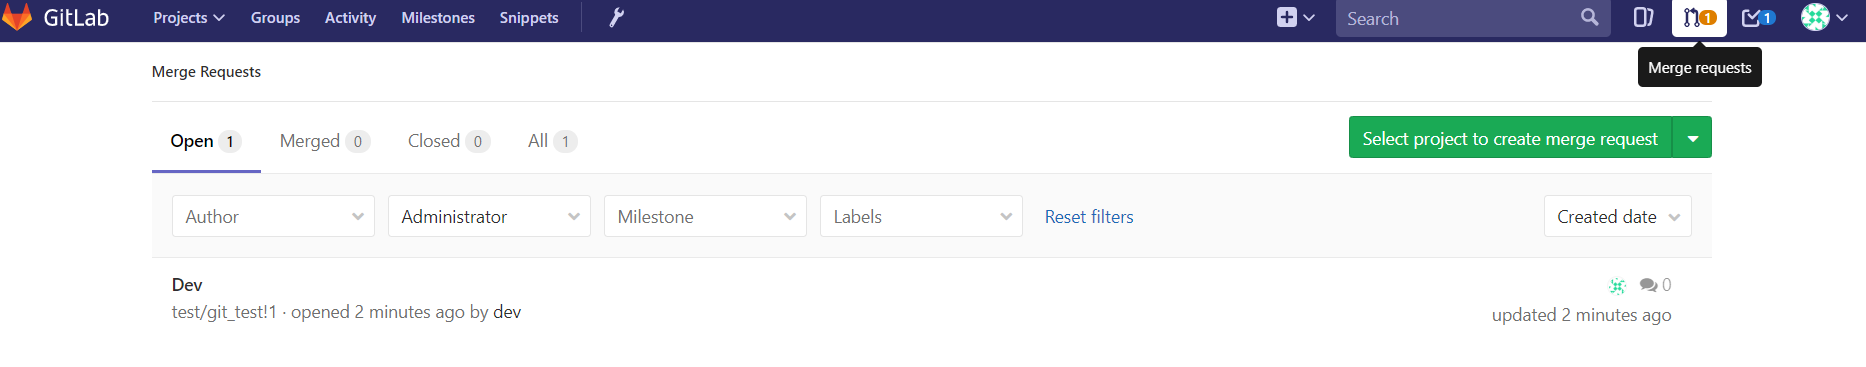 GitLab Projects Groups Activity Milestones Snippets Search 1 1
Merge Requests Merge requests
Open 1 Merged 0 Closed 0 All 1 Select project to create merge request
Author Administrator Milestone Labels Reset filters Created date
Dev 0
test/git_test!1 · opened 2 minutes ago by dev updated 2 minutes ago